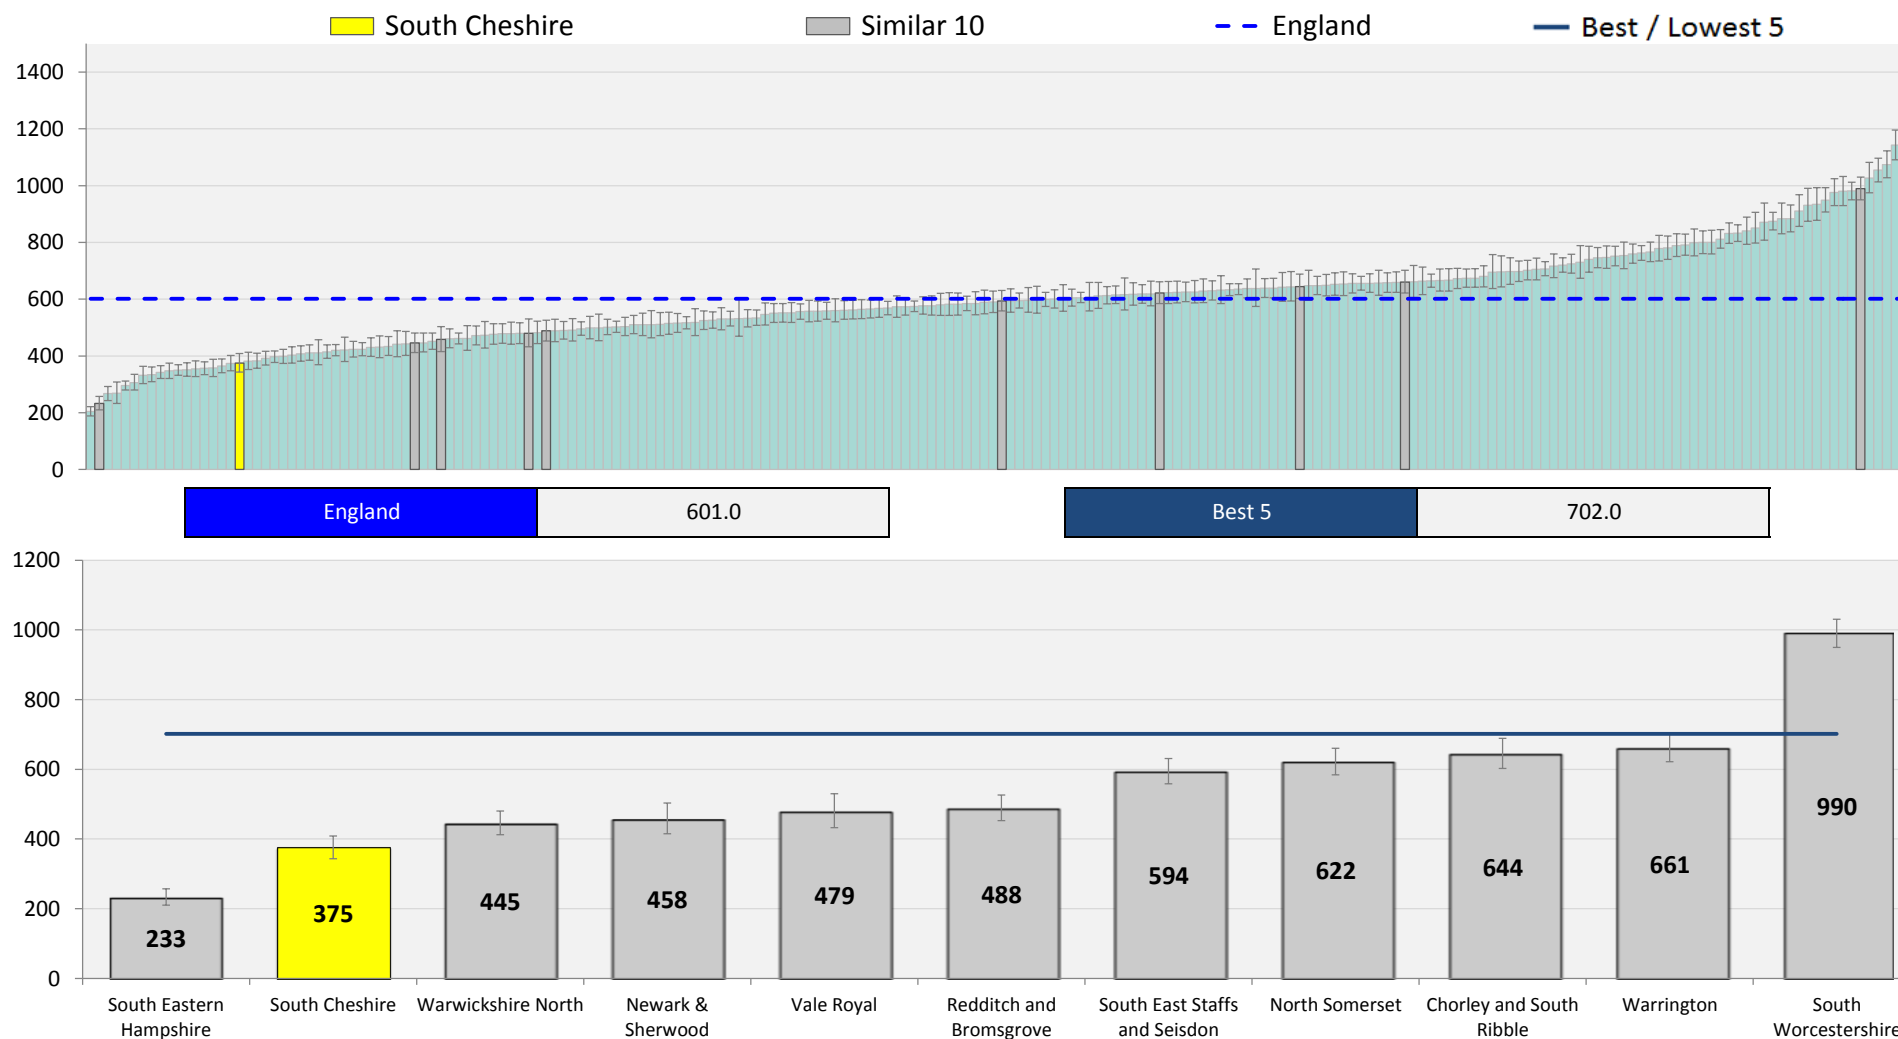 South Cheshire
Similar 10
England
Best / Lowest 5
1400
1200
1000
800
600
400
200
0
England
601.0
Best 5
702.0
1200
1000
800
600
400
200
0
233
375
445
458
479
488
594
622
644
661
990
South Eastern
Hampshire
South Cheshire
Warwickshire North
Newark &
Sherwood
Vale Royal
Redditch and
Bromsgrove
South East Staffs
and Seisdon
North Somerset
Chorley and South
Ribble
Warrington
South
Worcestershire